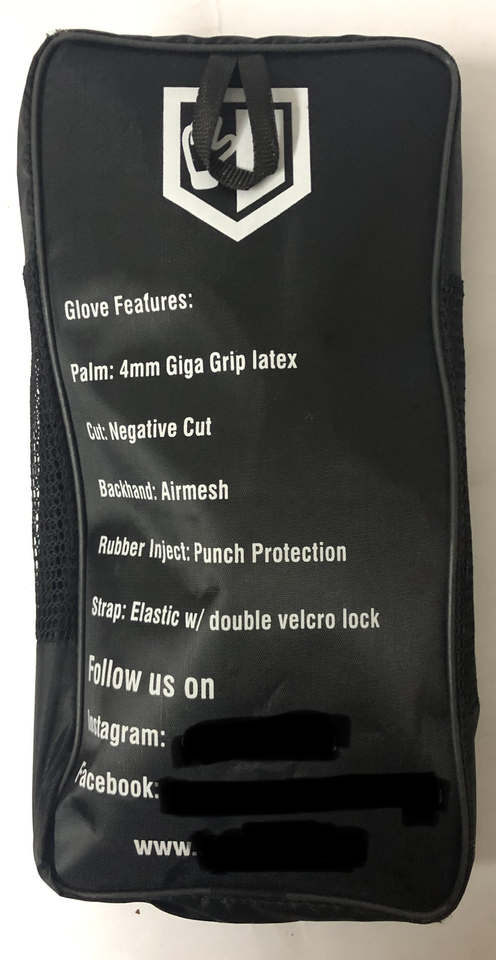 Glove Features:
Palm: 4mm Giga Grip latex
Cut: Negative Cut
Backhand: Airmesh
Rubber Inject: Punch Protection
Strap: Elastic w/ double velcro lock
Follow us on
Instagram:
Facebook:
www.